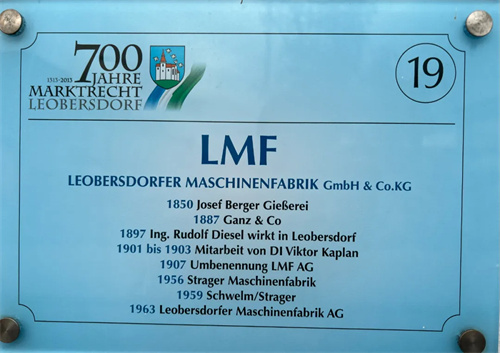 700
JAHRE
1313-2013
MARKTRECHT
LEOBERSDORF
19
LMF
LEOBERSDORFER MASCHINENFABRIK GmbH & Co.KG
1850 Josef Berger Gießerei
1887 Ganz & Co
1897 Ing. Rudolf Diesel wirkt in Leobersdorf
1901 bis 1903 Mitarbeit von DI Viktor Kaplan
1907 Umbenennung LMF AG
1956 Strager Maschinenfabrik
1959 Schwelm/Strager
1963 Leobersdorfer Maschinenfabrik AG